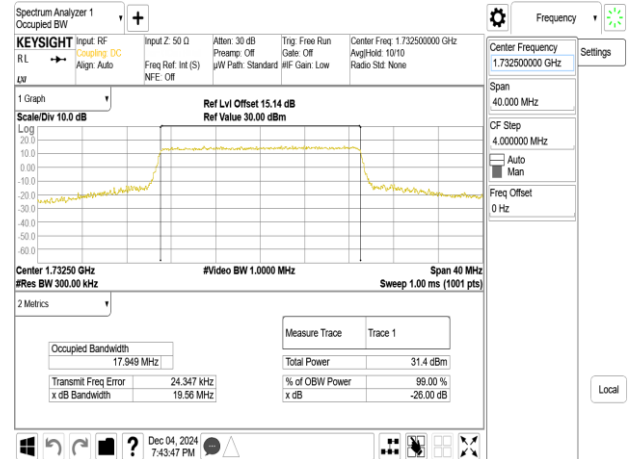 Spectrum Analyzer 1
Occupied BW
Frequency
KEYSIGHT
RL
LXI
Input: RF
Coupling: DC
Align: Auto
Input Z: 50 Ω
Freq Ref: Int (S)
NFE: Off
Atten: 30 dB
Preamp: Off
µW Path: Standard
Trig: Free Run
Gate: Off
#IF Gain: Low
Center Freq: 1.732500000 GHz
Avg|Hold: 10/10
Radio Std: None
1 Graph
Scale/Div 10.0 dB
Ref Lvl Offset 15.14 dB
Ref Value 30.00 dBm
Log
20.0
10.0
0.00
-10.0
-20.0
-30.0
-40.0
-50.0
-60.0
Center 1.73250 GHz
#Video BW 1.0000 MHz
Span 40 MHz
#Res BW 300.00 kHz
Sweep 1.00 ms (1001 pts)
2 Metrics
Measure Trace Trace 1
Occupied Bandwidth
17.949 MHz
Total Power 31.4 dBm
Transmit Freq Error 24.347 kHz
% of OBW Power 99.00 %
x dB Bandwidth 19.56 MHz
x dB -26.00 dB
Center Frequency
1.732500000 GHz
Settings
Span
40.000 MHz
CF Step
4.000000 MHz
Auto
Man
Freq Offset
0 Hz
Local
?
Dec 04, 2024
7:43:47 PM